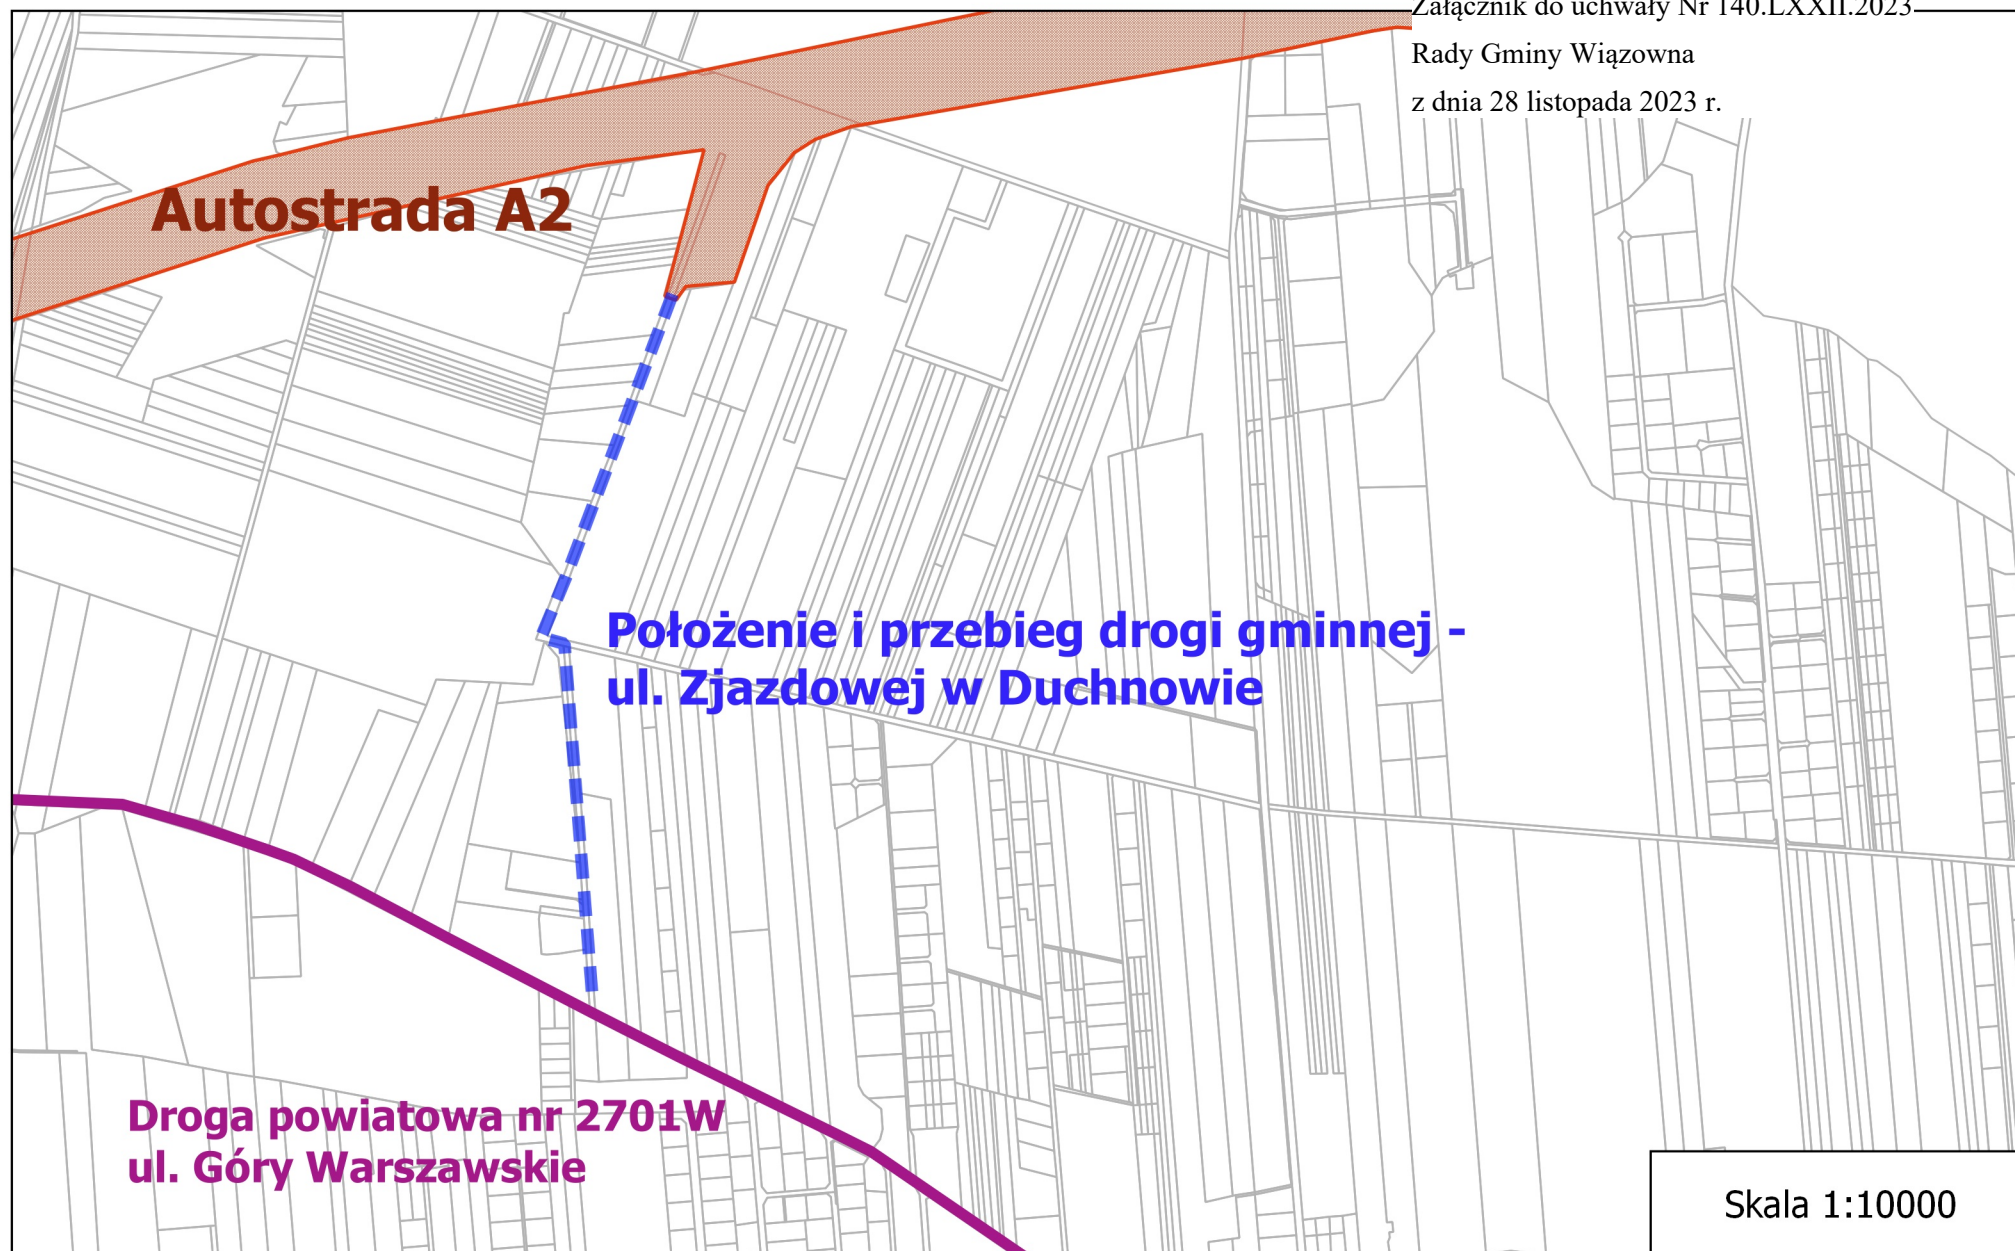 Załącznik do uchwały Nr 140.LXXII.2023
Rady Gminy Wiązowna
z dnia 28 listopada 2023 r.
Autostrada A2
Położenie i przebieg drogi gminnej -
ul. Zjazdowej w Duchnowie
Droga powiatowa nr 2701W
ul. Góry Warszawskie
Skala 1:10000